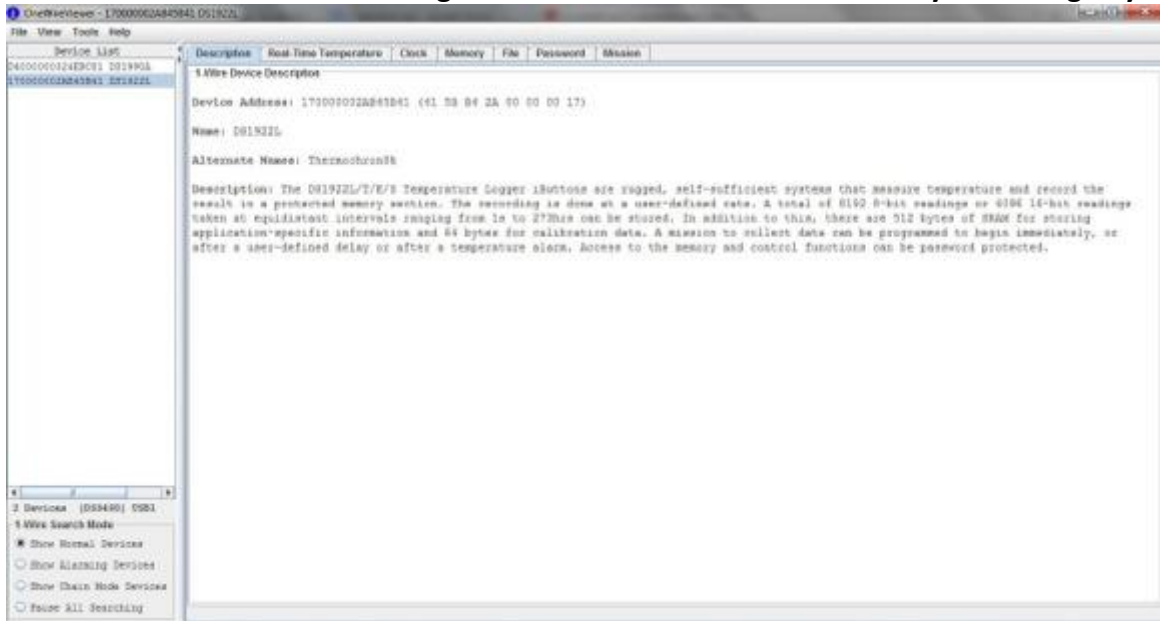 OneWireViewer - 170000002AB45B41 DS1922L
File View Tools Help
Device List
DS1990A
170000002AB45B41 DS1922L
Description Real-Time Temperature Clock Memory File Password Mission
1-Wire Device Description
Device Address: 170000002AB45B41 (41 5B B4 2A 00 00 00 17)
Name: DS1922L
Alternate Names: Thermochron8k
Description: The DS1922L/T/E/S Temperature Logger iButtons are rugged, self-sufficient systems that measure temperature and record the
result in a protected memory section. The recording is done at a user-defined rate. A total of 8192 8-bit readings or 4096 16-bit readings
taken at equidistant intervals ranging from 1s to 273hrs can be stored. In addition to this, there are 512 bytes of SRAM for storing
application-specific information and 64 bytes for calibration data. A mission to collect data can be programmed to begin immediately, or
after a user-defined delay or after a temperature alarm. Access to the memory and control functions can be password protected.
2 Devices (DS9490) USB1
1-Wire Search Mode
Show Normal Devices
Show Alarming Devices
Show Chain Mode Devices
Pause All Searching